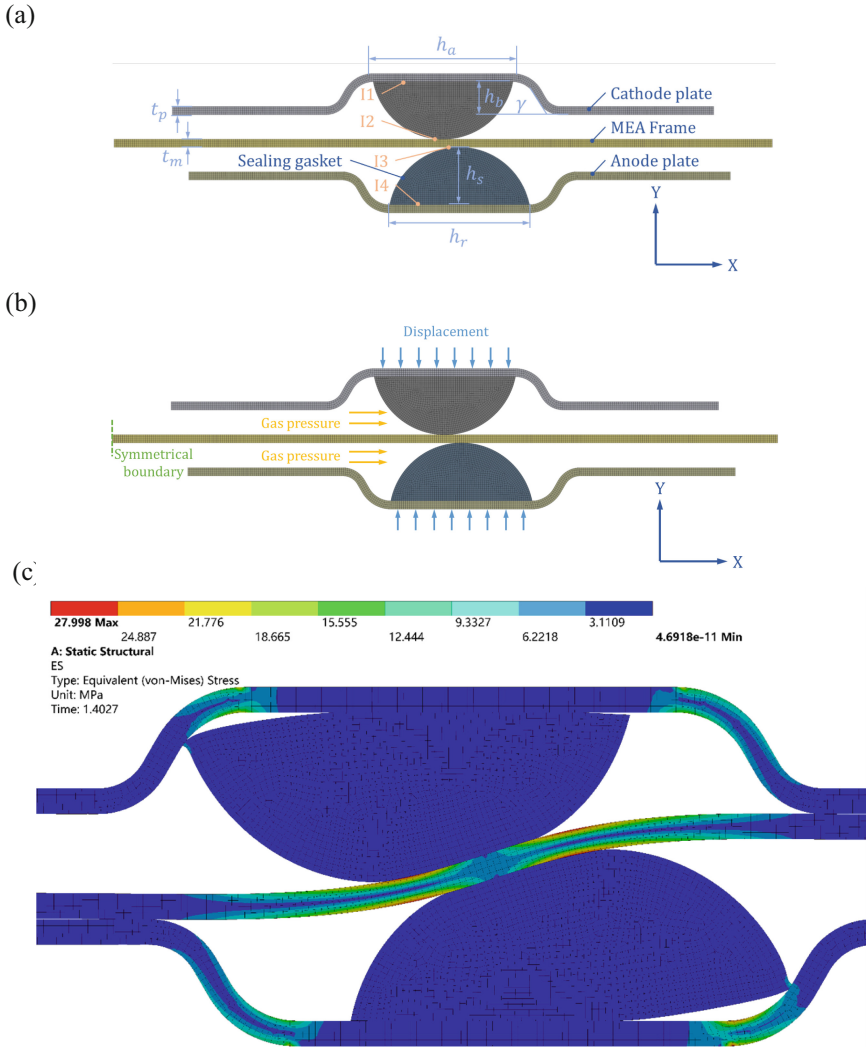 (a)
h_a
I1
h_b
γ
Cathode plate
t_p
I2
MEA Frame
t_m
I3
Sealing gasket
h_s
Anode plate
I4
Y
h_r
X
(b)
Displacement
Gas pressure
Gas pressure
Symmetrical
boundary
Y
X
(c)
27.998 Max 21.776 15.555 9.3327 3.1109
24.887 18.665 12.444 6.2218 4.6918e-11 Min
A: Static Structural
ES
Type: Equivalent (von-Mises) Stress
Unit: MPa
Time: 1.4027